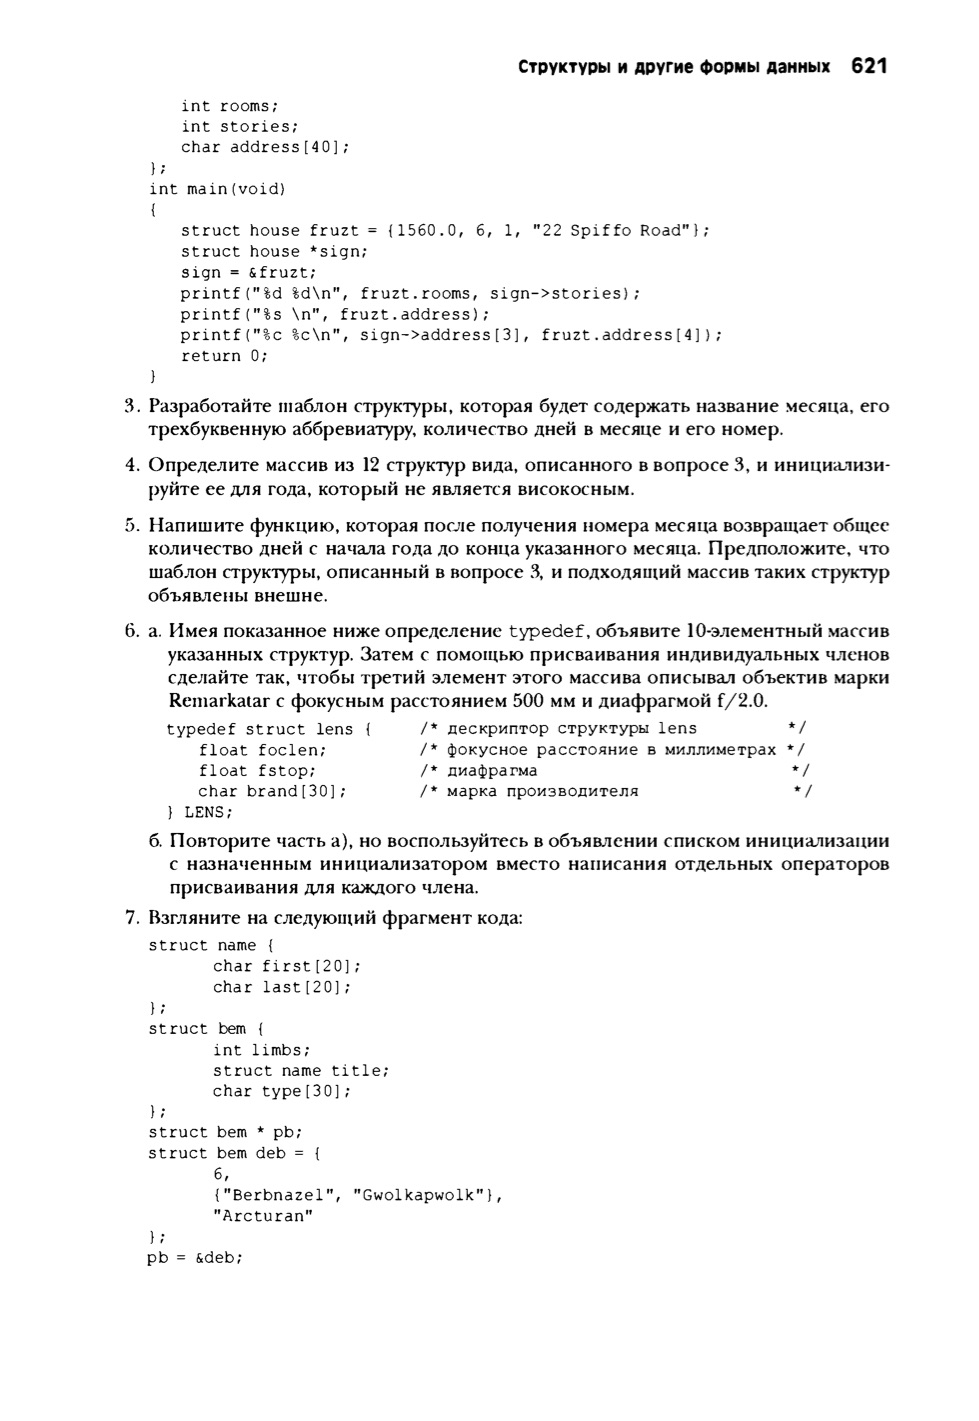 Структуры и другие формы данных 621
int rooms;
int stories;
char address[40];
};
int main(void)
{
struct house fruzt = {1560.0, 6, 1, "22 Spiffo Road"};
struct house *sign;
sign = &fruzt;
printf("%d %d\n", fruzt.rooms, sign->stories);
printf("%s \n", fruzt.address);
printf("%c %c\n", sign->address[3], fruzt.address[4]);
return 0;
}
3. Разработайте шаблон структуры, которая будет содержать название месяца, его
трехбуквенную аббревиатуру, количество дней в месяце и его номер.
4. Определите массив из 12 структур вида, описанного в вопросе 3, и инициализи-
руйте ее для года, который не является високосным.
5. Напишите функцию, которая после получения номера месяца возвращает общее
количество дней с начала года до конца указанного месяца. Предположите, что
шаблон структуры, описанный в вопросе 3, и подходящий массив таких структур
объявлены внешне.
6. а. Имея показанное ниже определение typedef, объявите 10-элементный массив
указанных структур. Затем с помощью присваивания индивидуальных членов
сделайте так, чтобы третий элемент этого массива описывал объектив марки
Remarkatar с фокусным расстоянием 500 мм и диафрагмой f/2.0.
typedef struct lens { /* дескриптор структуры lens */
float foclen; /* фокусное расстояние в миллиметрах */
float fstop; /* диафрагма */
char brand[30]; /* марка производителя */
} LENS;
б. Повторите часть а), но воспользуйтесь в объявлении списком инициализации
с назначенным инициализатором вместо написания отдельных операторов
присваивания для каждого члена.
7. Взгляните на следующий фрагмент кода:
struct name {
char first[20];
char last[20];
};
struct bem {
int limbs;
struct name title;
char type[30];
};
struct bem * pb;
struct bem deb = {
6,
{"Berbnazel", "Gwolkapwolk"},
"Arcturan"
};
pb = &deb;